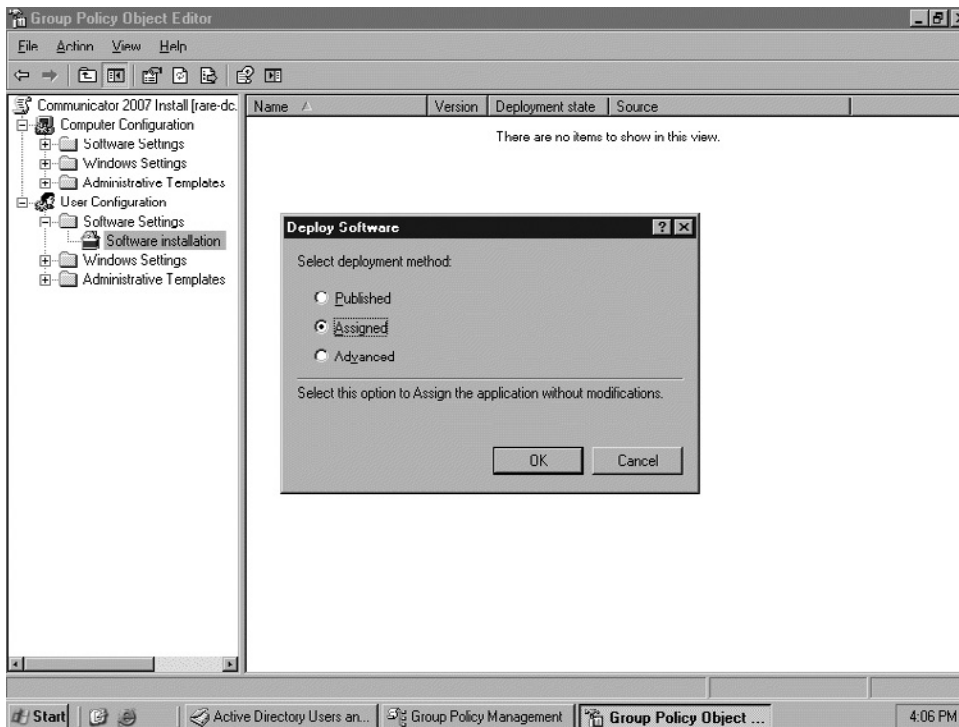 Group Policy Object Editor
File Action View Help
Communicator 2007 Install [rare-dc.
Computer Configuration
Software Settings
Windows Settings
Administrative Templates
User Configuration
Software Settings
Software installation
Windows Settings
Administrative Templates
Name Version Deployment state Source
There are no items to show in this view.
Deploy Software
Select deployment method:
Published
Assigned
Advanced
Select this option to Assign the application without modifications.
OK Cancel
Start Active Directory Users an... Group Policy Management Group Policy Object ... 4:06 PM